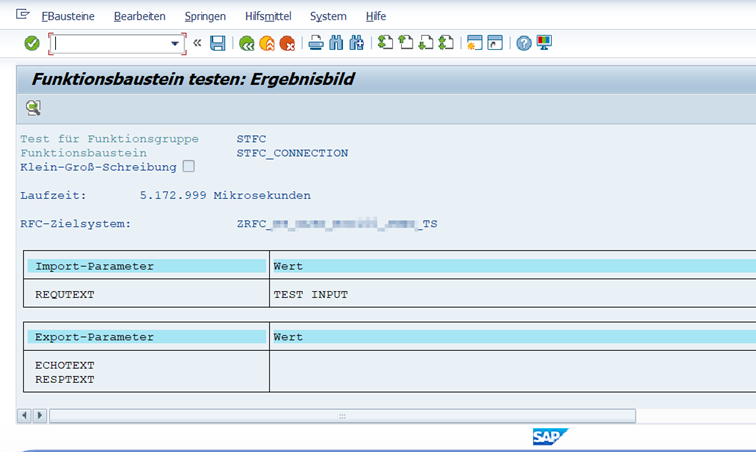 FBausteine Bearbeiten Springen Hilfsmittel System Hilfe
Funktionsbaustein testen: Ergebnisbild
Test für Funktionsgruppe STFC
Funktionsbaustein STFC_CONNECTION
Klein-Groß-Schreibung
Laufzeit: 5.172.999 Mikrosekunden
RFC-Zielsystem: ZRFC_ _TS
Import-Parameter Wert
REQUTEXT TEST INPUT
Export-Parameter Wert
ECHOTEXT
RESPTEXT
SAP